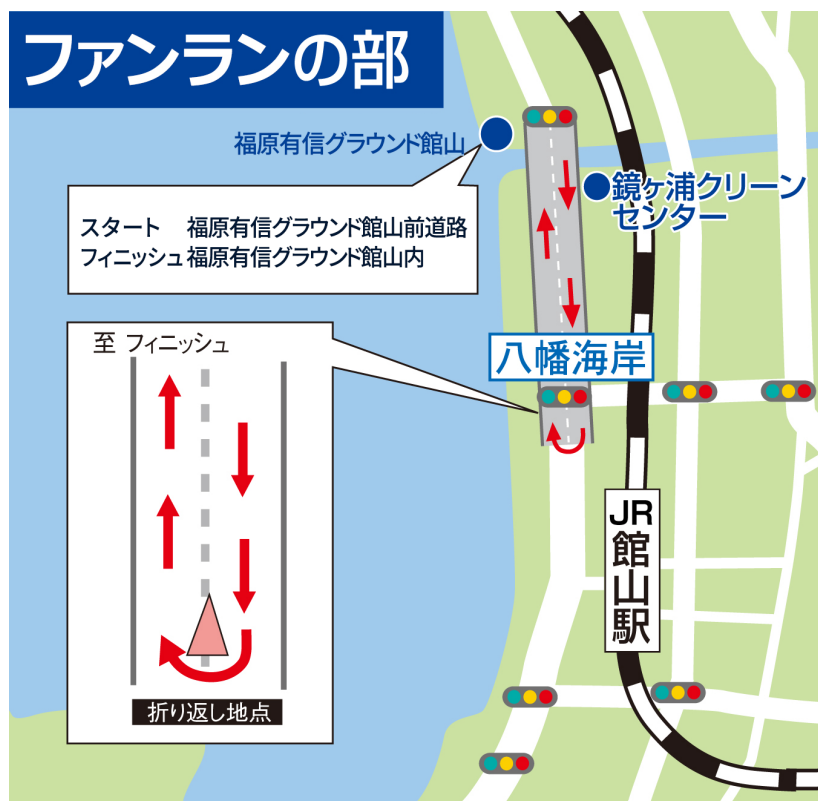 ファンランの部
福原有信グラウンド館山
鏡ヶ浦クリーン
センター
スタート 福原有信グラウンド館山前道路
フィニッシュ 福原有信グラウンド館山内
至 フィニッシュ
八幡海岸
JR
館山駅
折り返し地点